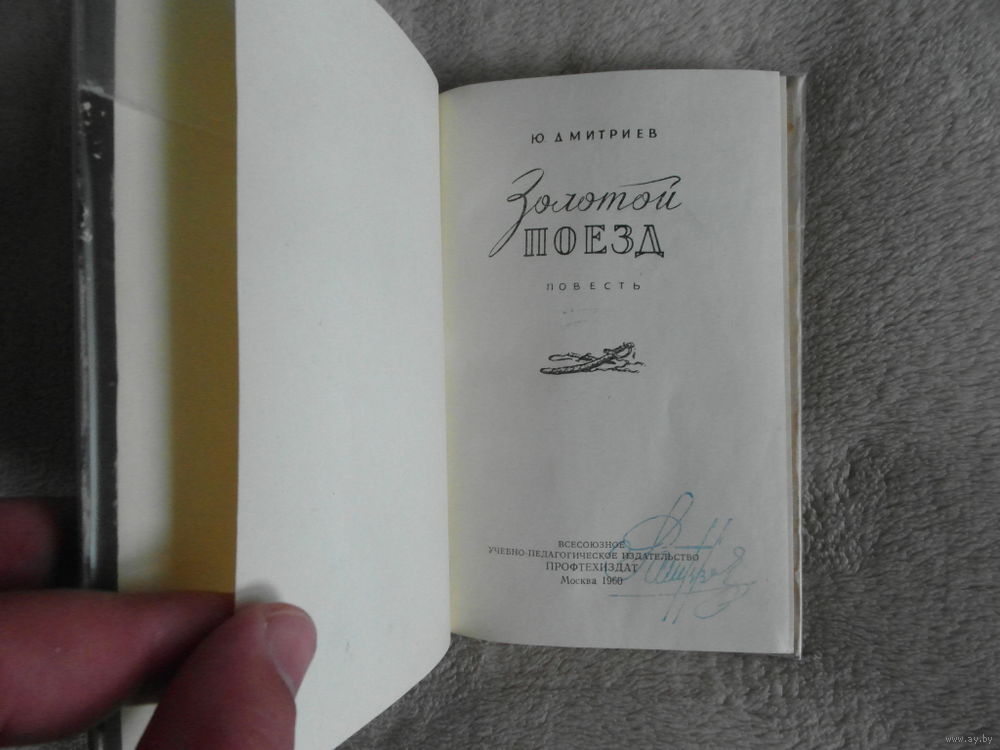 Ю. ДМИТРИЕВ
Золотой
ПОЕЗД
ПОВЕСТЬ
ВСЕСОЮЗНОЕ
УЧЕБНО-ПЕДАГОГИЧЕСКОЕ ИЗДАТЕЛЬСТВО
ПРОФТЕХИЗДАТ
Москва 1960
www.ay.by